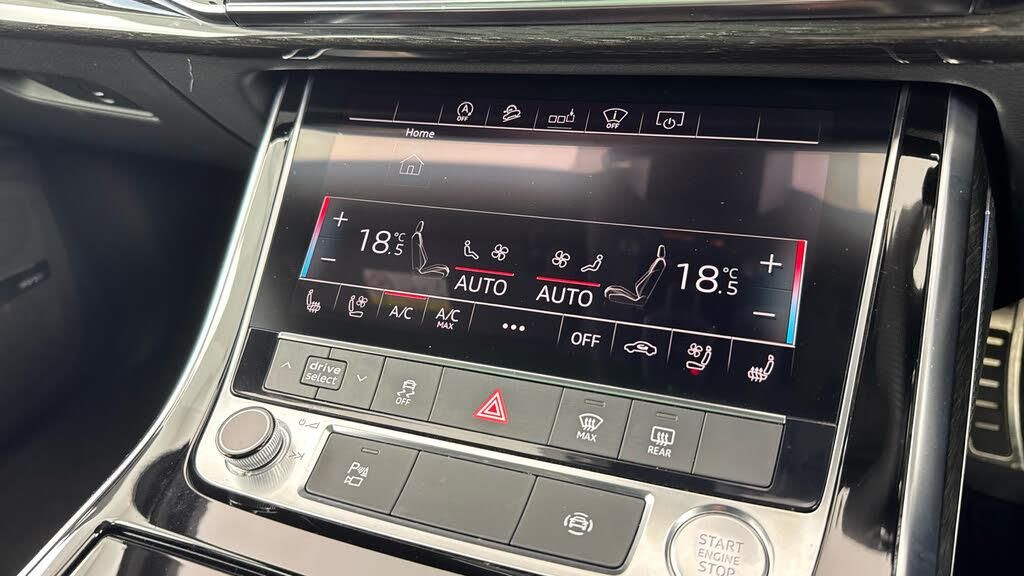 A
OFF
OFF
Home
+
18.5 °C
−
AUTO
AUTO
18.5 °C
+
−
A/C
A/C
MAX
•••
OFF
drive
select
OFF
MAX
REAR
P
START
ENGINE
STOP